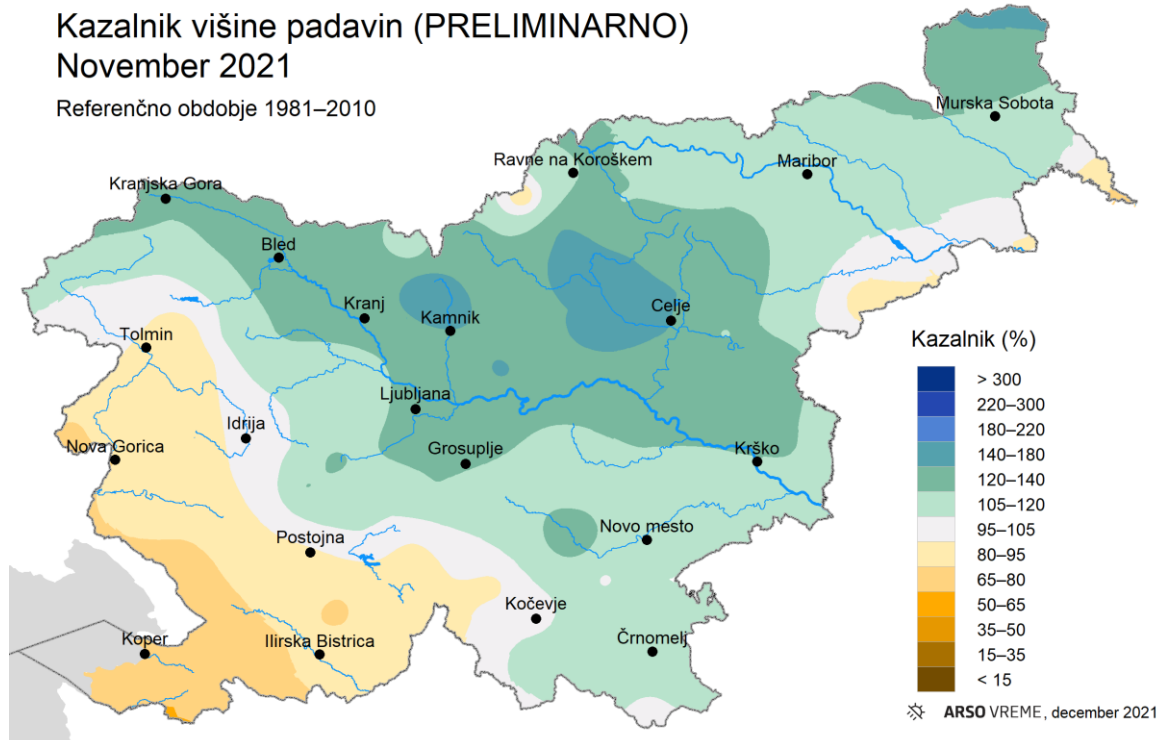 Kazalnik višine padavin (PRELIMINARNO)
November 2021
Referenčno obdobje 1981–2010
Murska Sobota
Ravne na Koroškem
Maribor
Kranjska Gora
Bled
Kranj
Kamnik
Celje
Tolmin
Ljubljana
Idrija
Nova Gorica
Grosuplje
Krško
Novo mesto
Postojna
Kočevje
Črnomelj
Koper
Ilirska Bistrica
Kazalnik (%)
> 300
220–300
180–220
140–180
120–140
105–120
95–105
80–95
65–80
50–65
35–50
15–35
< 15
ARSO VREME, december 2021